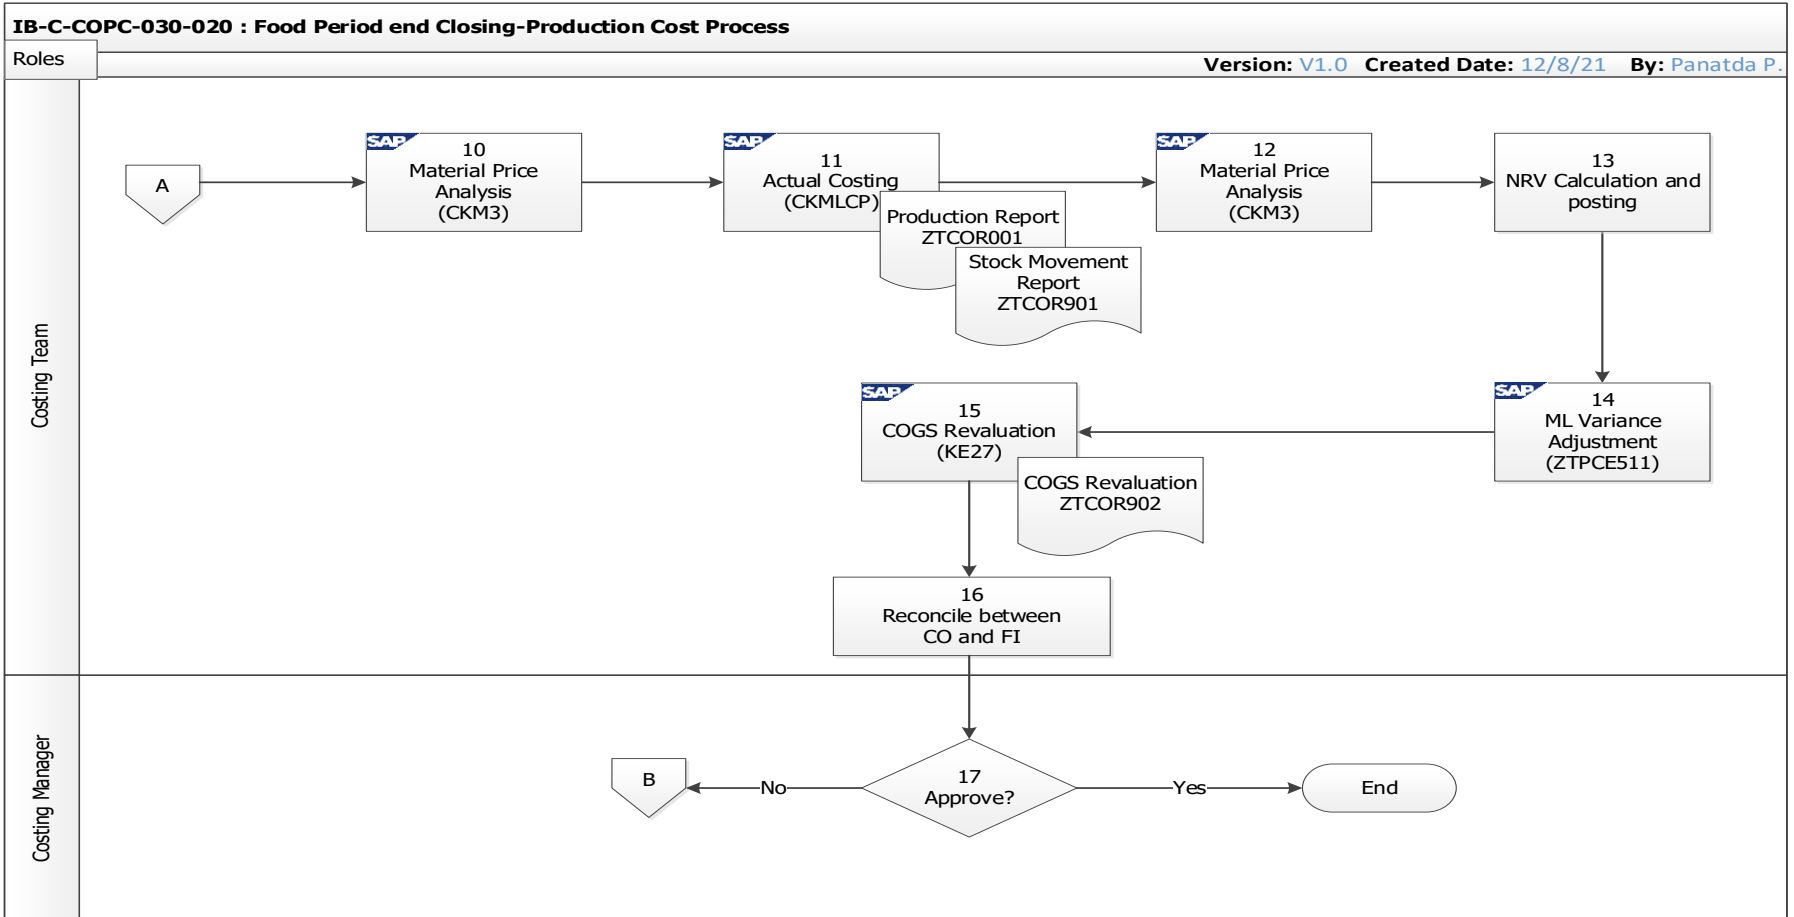 IB-C-COPC-030-020 : Food Period end Closing-Production Cost Process
Roles
Version: V1.0 Created Date: 12/8/21 By: Panatda P.
Costing Team
A
SAP
10
Material Price
Analysis
(CKM3)
SAP
11
Actual Costing
(CKMLCP)
Production Report
ZTCOR001
Stock Movement
Report
ZTCOR901
SAP
12
Material Price
Analysis
(CKM3)
13
NRV Calculation and
posting
SAP
14
ML Variance
Adjustment
(ZTPCE511)
SAP
15
COGS Revaluation
(KE27)
COGS Revaluation
ZTCOR902
16
Reconcile between
CO and FI
Costing Manager
17
Approve?
No
B
Yes
End